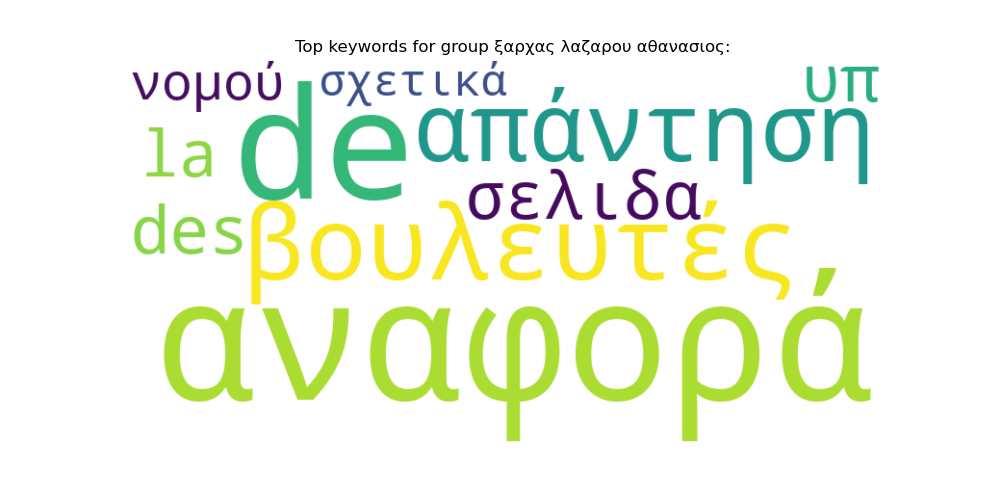 Top keywords for group ξαρχας λαζαρου αθανασιος:
νομού σχετικά υπ
la de απάντηση
σελιδα
des βουλευτές
αναφορά